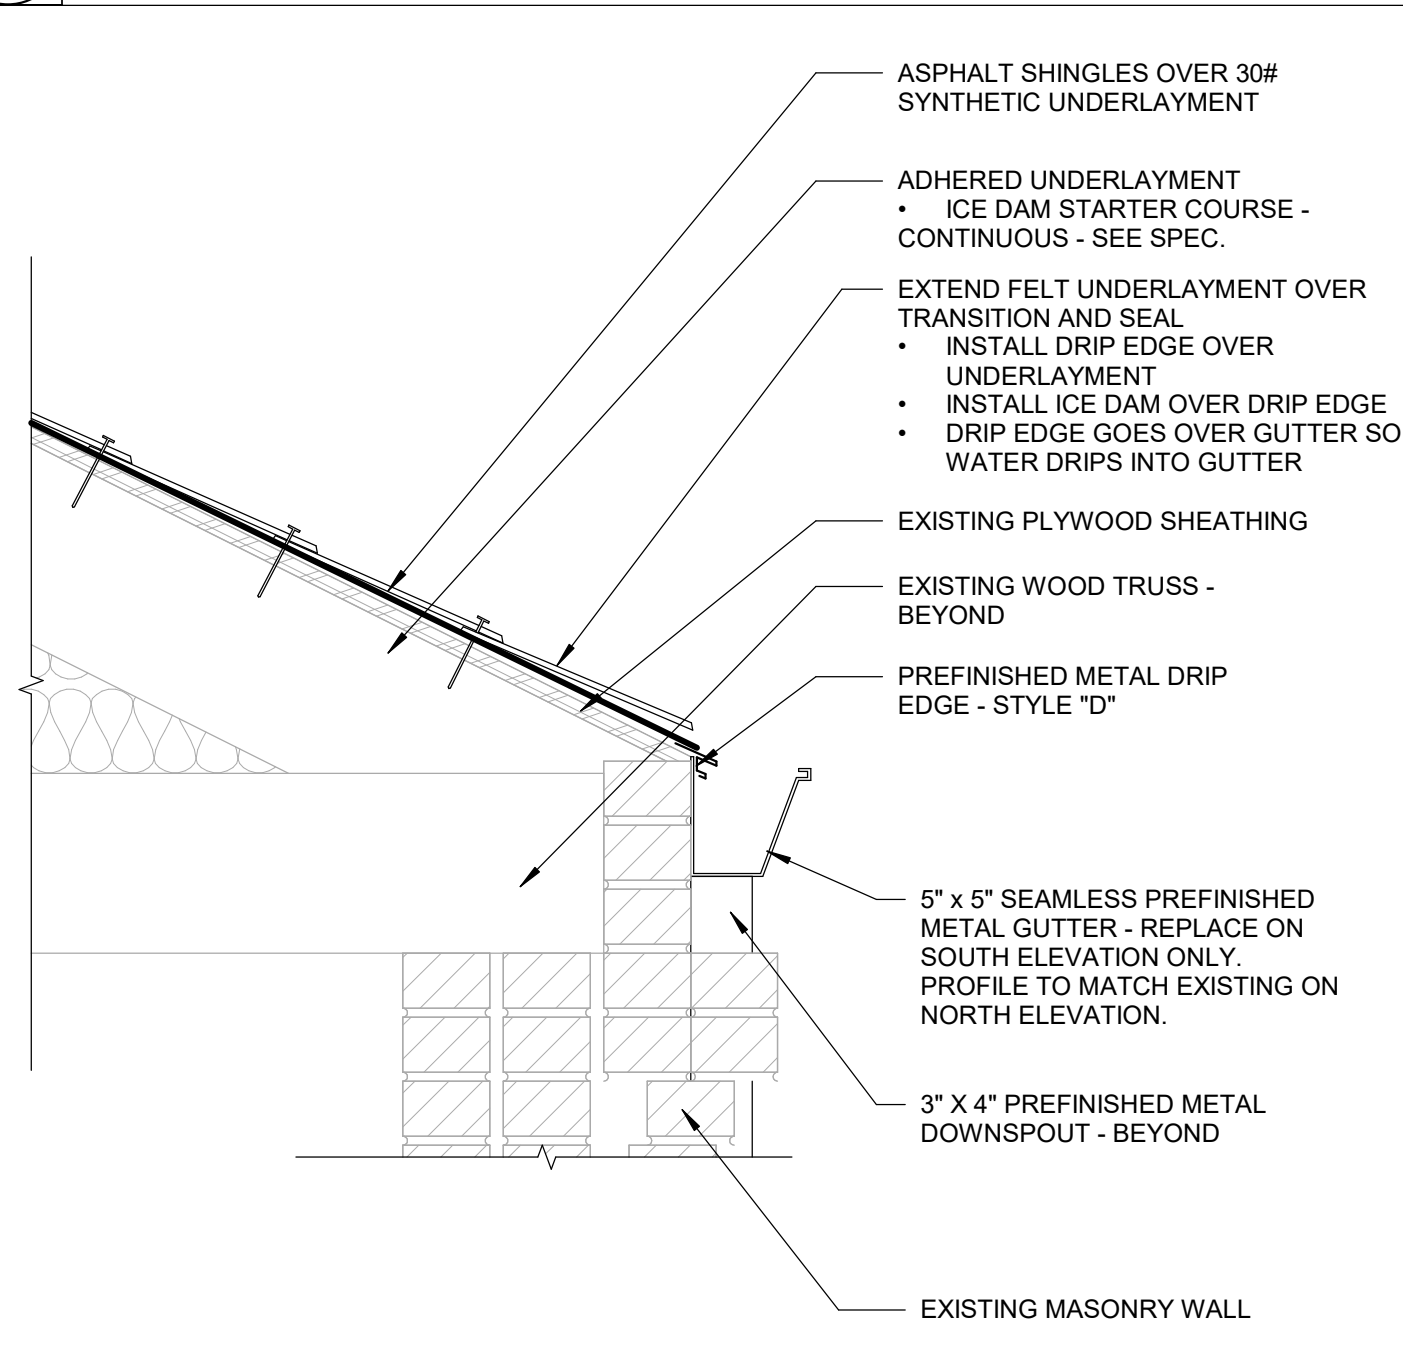 ASPHALT SHINGLES OVER 30#
SYNTHETIC UNDERLAYMENT
ADHERED UNDERLAYMENT
• ICE DAM STARTER COURSE -
CONTINUOUS - SEE SPEC.
EXTEND FELT UNDERLAYMENT OVER
TRANSITION AND SEAL
• INSTALL DRIP EDGE OVER
UNDERLAYMENT
• INSTALL ICE DAM OVER DRIP EDGE
• DRIP EDGE GOES OVER GUTTER SO
WATER DRIPS INTO GUTTER
EXISTING PLYWOOD SHEATHING
EXISTING WOOD TRUSS -
BEYOND
PREFINISHED METAL DRIP
EDGE - STYLE "D"
5" x 5" SEAMLESS PREFINISHED
METAL GUTTER - REPLACE ON
SOUTH ELEVATION ONLY.
PROFILE TO MATCH EXISTING ON
NORTH ELEVATION.
3" X 4" PREFINISHED METAL
DOWNSPOUT - BEYOND
EXISTING MASONRY WALL